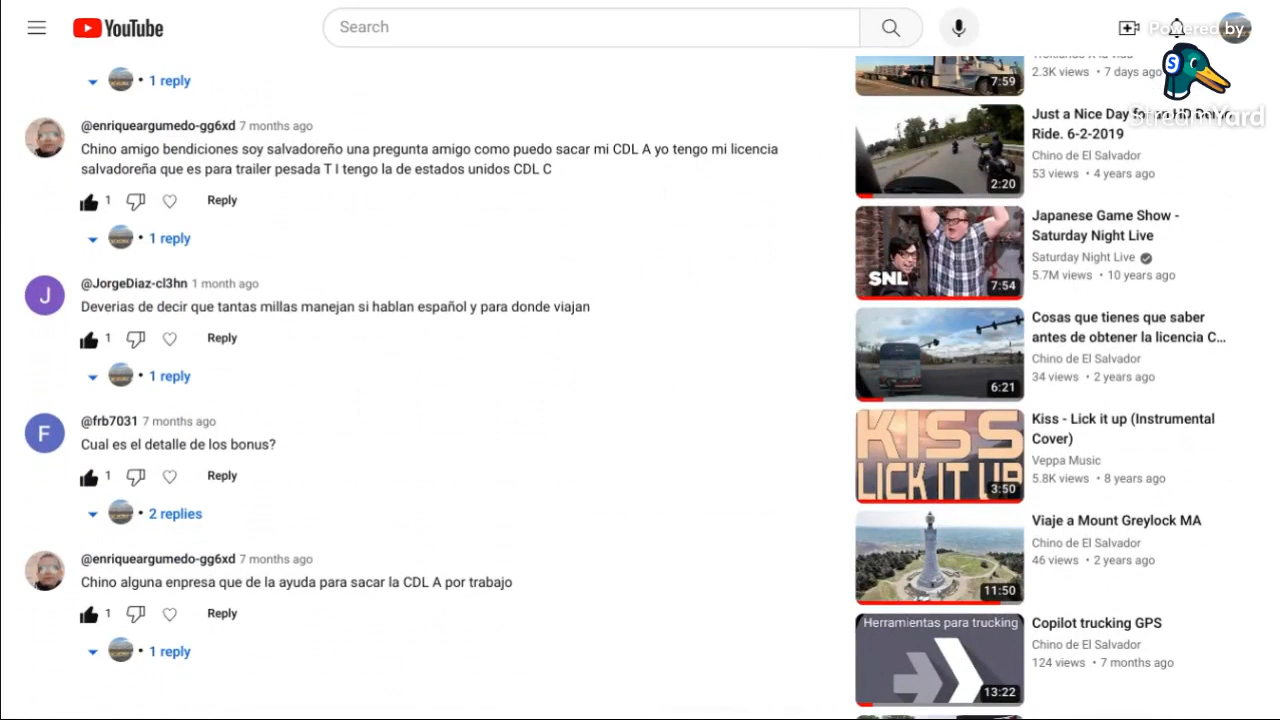 YouTube
Search
Powered by
StreamYard
1 reply
@enriqueargumedo-gg6xd 7 months ago
Chino amigo bendiciones soy salvadoreño una pregunta amigo como puedo sacar mi CDL A yo tengo mi licencia
salvadoreña que es para trailer pesada T I tengo la de estados unidos CDL C
1 Reply
1 reply
@JorgeDiaz-cl3hn 1 month ago
J
Deverias de decir que tantas millas manejan si hablan español y para donde viajan
1 Reply
1 reply
@frb7031 7 months ago
F
Cual es el detalle de los bonus?
1 Reply
2 replies
@enriqueargumedo-gg6xd 7 months ago
Chino alguna enpresa que de la ayuda para sacar la CDL A por trabajo
1 Reply
1 reply
7:59
2.3K views • 7 days ago
S
2:20
Just a Nice Day
Ride. 6-2-2019
Chino de El Salvador
53 views • 4 years ago
SNL
7:54
Japanese Game Show -
Saturday Night Live
Saturday Night Live
5.7M views • 10 years ago
6:21
Cosas que tienes que saber
antes de obtener la licencia C...
Chino de El Salvador
34 views • 2 years ago
KISS
LICK IT UP
3:50
Kiss - Lick it up (Instrumental
Cover)
Veppa Music
5.8K views • 8 years ago
11:50
Viaje a Mount Greylock MA
Chino de El Salvador
46 views • 2 years ago
Herramientas para trucking
13:22
Copilot trucking GPS
Chino de El Salvador
124 views • 7 months ago